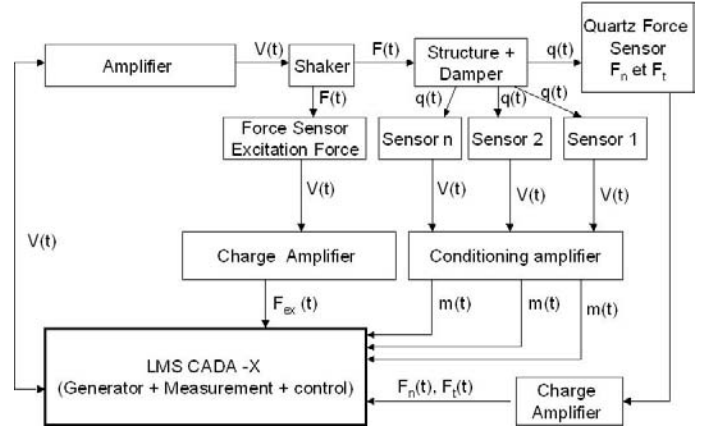 Amplifier
V(t)
Shaker
F(t)
Structure +
Damper
q(t)
Quartz Force
Sensor
Fn et Ft
F(t)
q(t)
q(t)
q(t)
Force Sensor
Excitation Force
Sensor n
Sensor 2
Sensor 1
V(t)
V(t)
V(t)
V(t)
V(t)
Charge Amplifier
Conditioning amplifier
Fex (t)
m(t)
m(t)
m(t)
LMS CADA -X
(Generator + Measurement + control)
Fn(t), Ft(t)
Charge
Amplifier